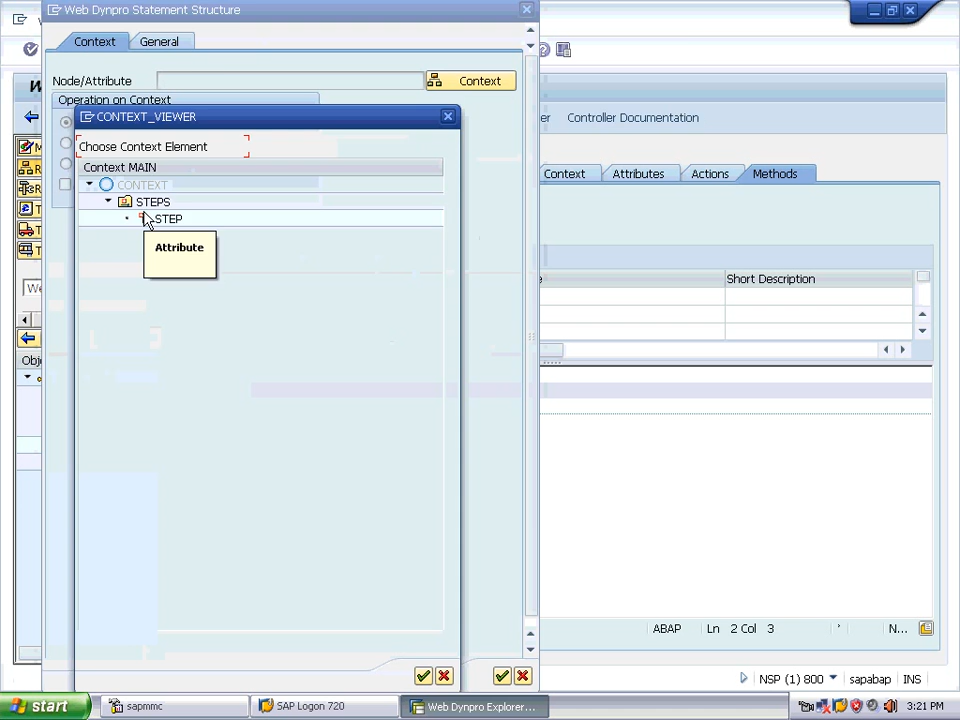 Web Dynpro Statement Structure
Context
General
Node/Attribute
Context
Operation on Context
CONTEXT_VIEWER
Choose Context Element
Context MAIN
CONTEXT
STEPS
STEP
Attribute
Controller Documentation
Context
Attributes
Actions
Methods
Short Description
ABAP
Ln 2 Col 3
N...
NSP (1) 800
sapabap
INS
start
sapmmc
SAP Logon 720
Web Dynpro Explorer...
3:21 PM